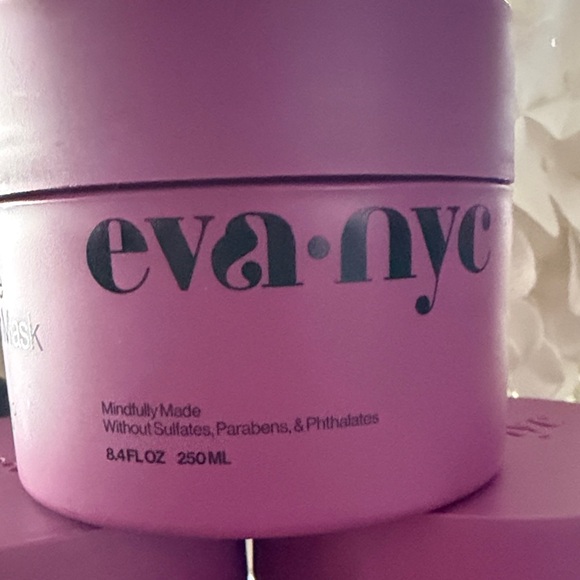 eva•nyc
Mask
Mindfully Made
Without Sulfates, Parabens, & Phthalates
8.4 FL OZ 250 ML